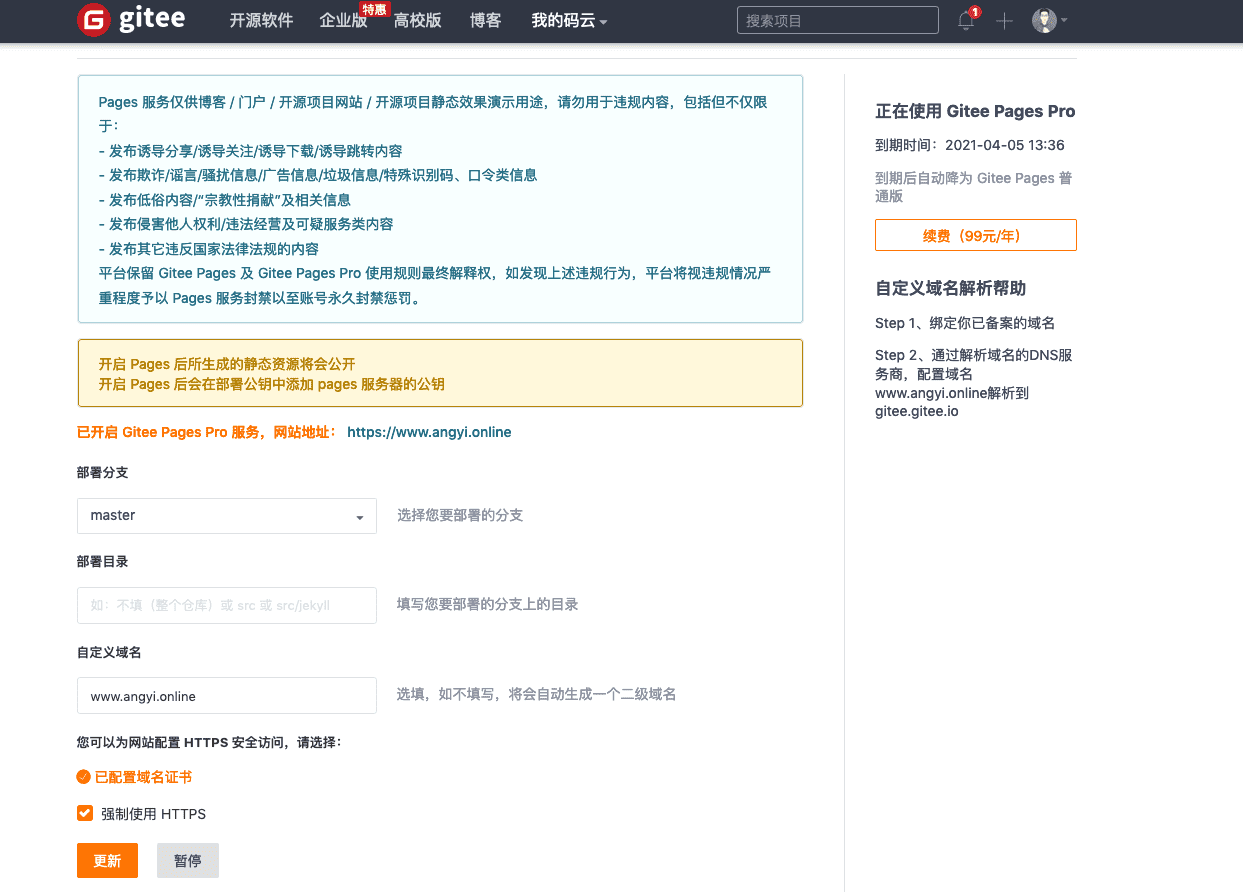 gitee
开源软件 企业版 特惠 高校版 博客 我的码云 搜索项目 1
Pages 服务仅供博客 / 门户 / 开源项目网站 / 开源项目静态效果演示用途，请勿用于违规内容，包括但不仅限
于：
- 发布诱导分享/诱导关注/诱导下载/诱导跳转内容
- 发布欺诈/谣言/骚扰信息/广告信息/垃圾信息/特殊识别码、口令类信息
- 发布低俗内容/“宗教性捐献”及相关信息
- 发布侵害他人权利/违法经营及可疑服务类内容
- 发布其它违反国家法律法规的内容
平台保留 Gitee Pages 及 Gitee Pages Pro 使用规则最终解释权，如发现上述违规行为，平台将视违规情况严
重程度予以 Pages 服务封禁以至账号永久封禁惩罚。
开启 Pages 后所生成的静态资源将会公开
开启 Pages 后会在部署公钥中添加 pages 服务器的公钥
已开启 Gitee Pages Pro 服务，网站地址： https://www.angyi.online
部署分支
master
选择您要部署的分支
部署目录
如：不填（整个仓库）或 src 或 src/jekyll
填写您要部署的分支上的目录
自定义域名
www.angyi.online
选填，如不填写，将会自动生成一个二级域名
您可以为网站配置 HTTPS 安全访问，请选择：
已配置域名证书
强制使用 HTTPS
更新 暂停
正在使用 Gitee Pages Pro
到期时间：2021-04-05 13:36
到期后自动降为 Gitee Pages 普
通版
续费（99元/年）
自定义域名解析帮助
Step 1、绑定你已备案的域名
Step 2、通过解析域名的DNS服
务商，配置域名
www.angyi.online解析到
gitee.gitee.io